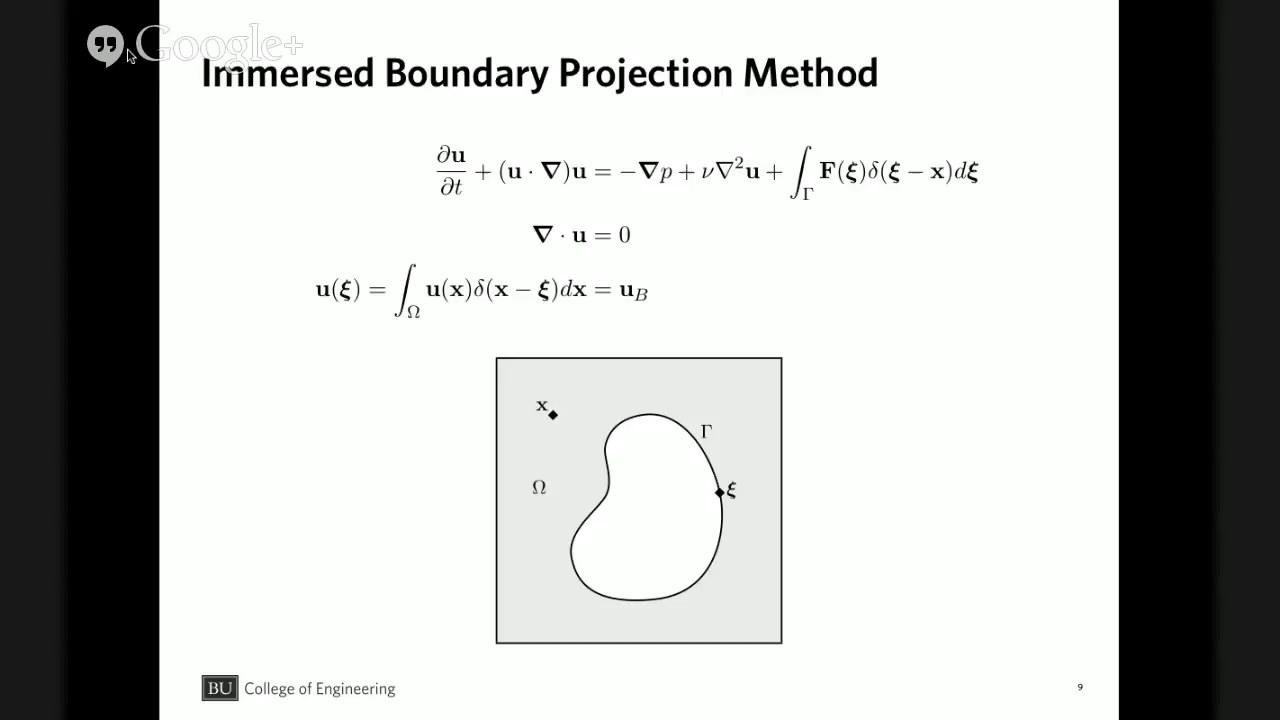 Google+
Immersed Boundary Projection Method
∂u/∂t + (u · ∇)u = −∇p + ν∇²u + ∫_Γ F(ξ)δ(ξ − x)dξ
∇ · u = 0
u(ξ) = ∫_Ω u(x)δ(x − ξ)dx = u_B
x
Γ
Ω
ξ
BU College of Engineering
9